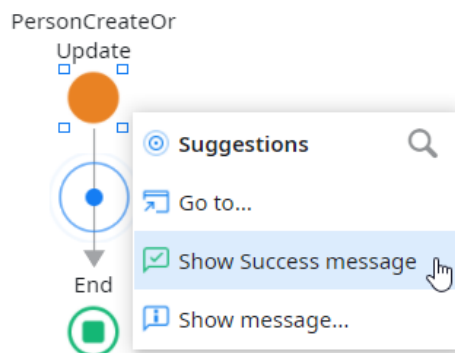 PersonCreateOr
Update
Suggestions
Go to...
Show Success message
End
Show message...